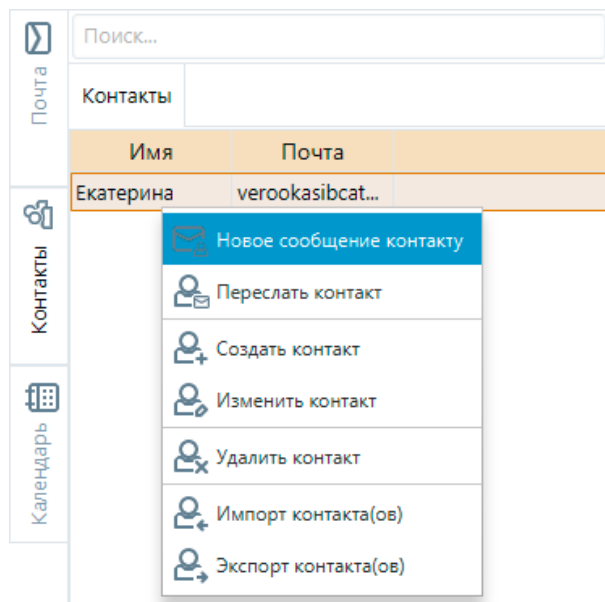 Поиск...
Почта
Контакты
Имя Почта
Екатерина verookasibcat...
Новое сообщение контакту
Переслать контакт
Контакты
Создать контакт
Изменить контакт
Календарь
Удалить контакт
Импорт контакта(ов)
Экспорт контакта(ов)